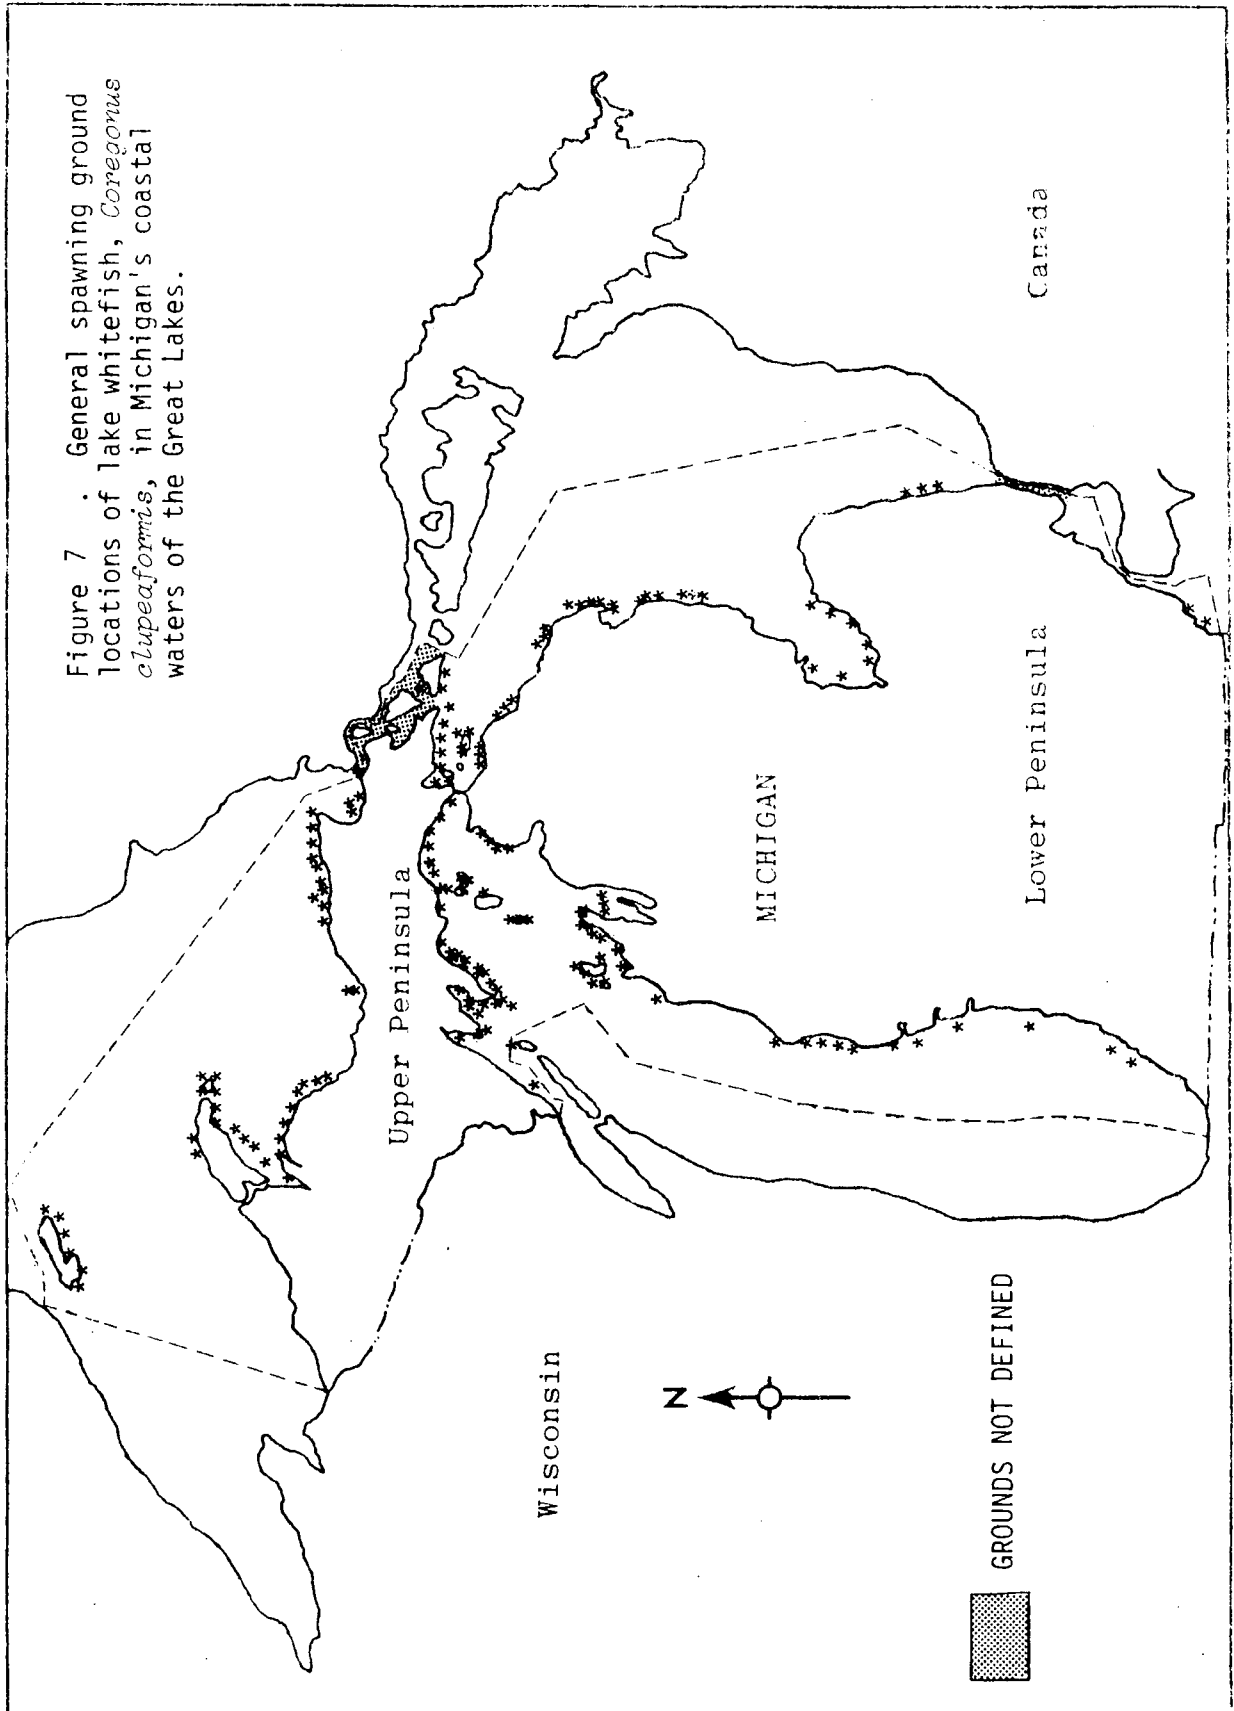 Figure 7 . General spawning ground
locations of lake whitefish, Coregonus
clupeaformis, in Michigan's coastal
waters of the Great Lakes.
Upper Peninsula
Wisconsin
N
MICHIGAN
Canada
Lower Peninsula
GROUNDS NOT DEFINED